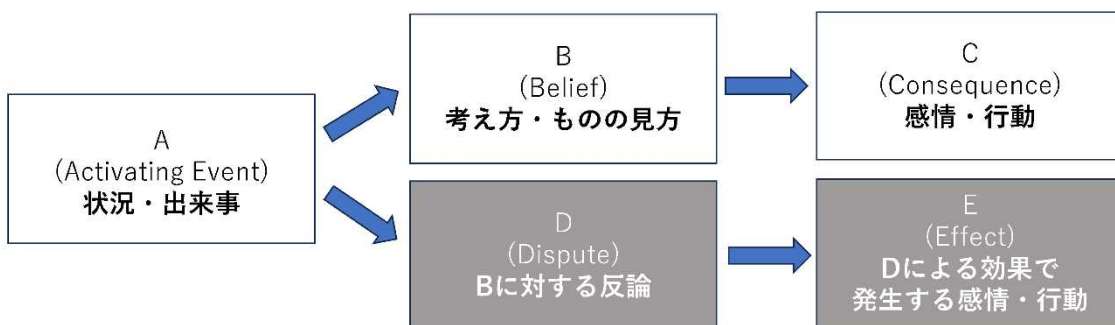 A
(Activating Event)
状況・出来事
B
(Belief)
考え方・ものの見方
C
(Consequence)
感情・行動
D
(Dispute)
Bに対する反論
E
(Effect)
Dによる効果で
発生する感情・行動